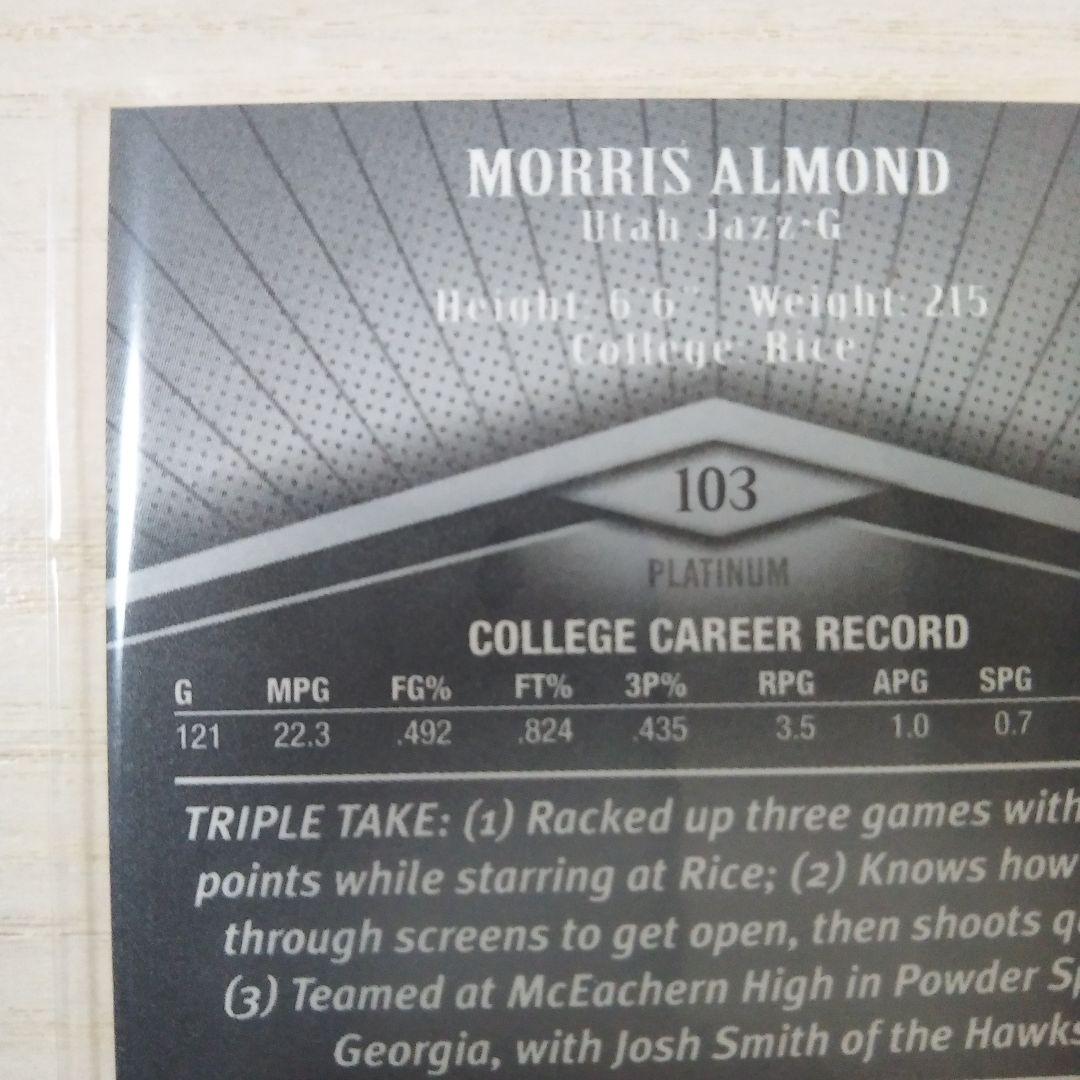 MORRIS ALMOND
Utah Jazz-G
Height: 6'6" Weight: 215
College: Rice
103
PLATINUM
COLLEGE CAREER RECORD
G MPG FG% FT% 3P% RPG APG SPG
121 22.3 .492 .824 .435 3.5 1.0 0.7
TRIPLE TAKE: (1) Racked up three games with
points while starring at Rice; (2) Knows how
through screens to get open, then shoots
(3) Teamed at McEachern High in Powder
Georgia, with Josh Smith of the Hawks